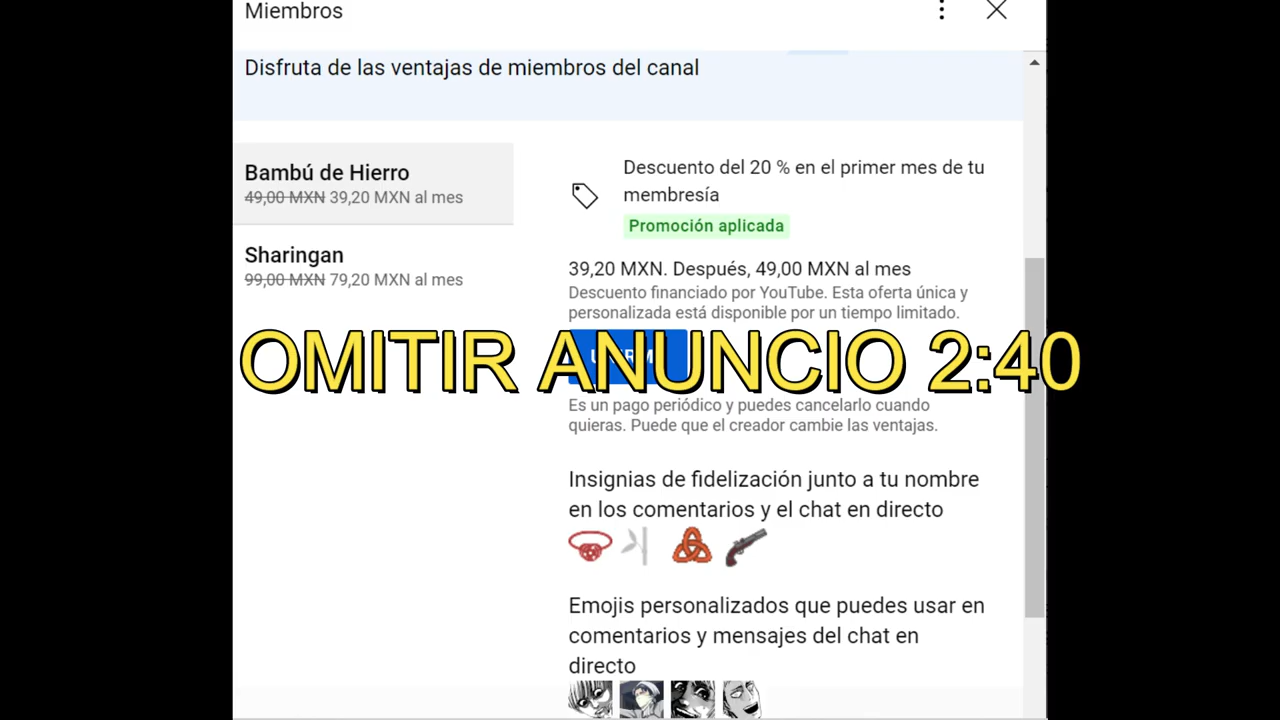 Miembros
Disfruta de las ventajas de miembros del canal
Bambú de Hierro
49,00 MXN 39,20 MXN al mes
Sharingan
99,00 MXN 79,20 MXN al mes
Descuento del 20 % en el primer mes de tu
membresía
Promoción aplicada
39,20 MXN. Después, 49,00 MXN al mes
Descuento financiado por YouTube. Esta oferta única y
personalizada está disponible por un tiempo limitado.
OMITIR ANUNCIO 2:40
Es un pago periódico y puedes cancelarlo cuando
quieras. Puede que el creador cambie las ventajas.
Insignias de fidelización junto a tu nombre
en los comentarios y el chat en directo
Emojis personalizados que puedes usar en
comentarios y mensajes del chat en
directo